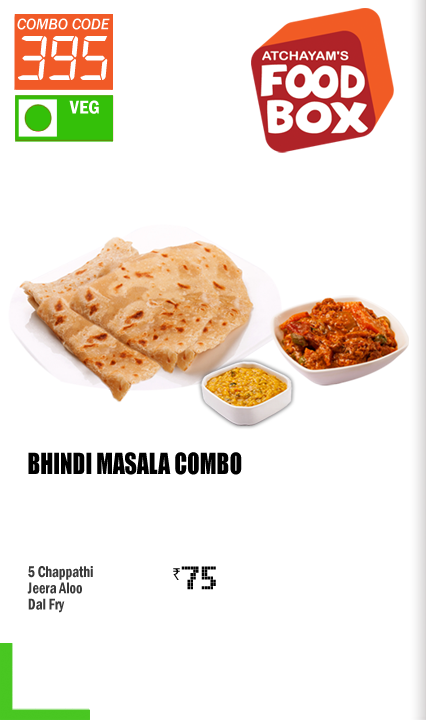 COMBO CODE
395
VEG
ATCHAYAM'S
FOOD
BOX
BHINDI MASALA COMBO
5 Chappathi
Jeera Aloo
Dal Fry
₹75